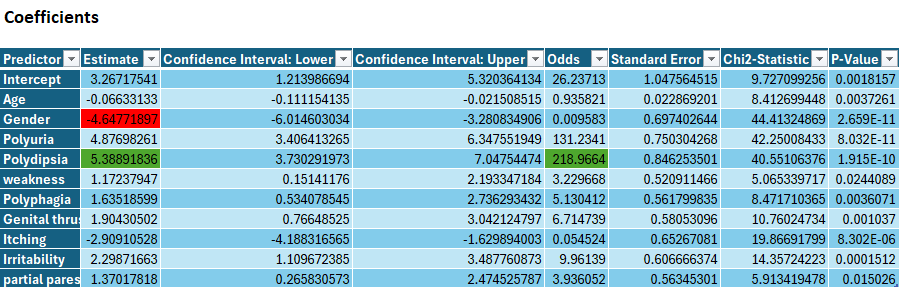 Coefficients
Predictor Estimate Confidence Interval: Lower Confidence Interval: Upper Odds Standard Error Chi2-Statistic P-Value
Intercept 3.26717541 1.213986694 5.320364134 26.23713 1.047564515 9.727099256 0.0018157
Age -0.06633133 -0.111154135 -0.021508515 0.935821 0.022869201 8.412699448 0.0037261
Gender -4.64771897 -6.014603034 -3.280834906 0.009583 0.697402644 44.41324869 2.659E-11
Polyuria 4.87698261 3.406413265 6.347551949 131.2341 0.750304268 42.25008433 8.032E-11
Polydipsia 5.38891836 3.730291973 7.04754474 218.9664 0.846253501 40.55106376 1.915E-10
weakness 1.17237947 0.15141176 2.193347184 3.229668 0.520911466 5.065339717 0.0244089
Polyphagia 1.63518599 0.534078545 2.736293432 5.130412 0.561799835 8.471710365 0.0036071
Genital thrus 1.90430502 0.76648525 3.042124797 6.714739 0.58053096 10.76024734 0.001037
Itching -2.90910528 -4.188316565 -1.629894003 0.054524 0.65267081 19.86691799 8.302E-06
Irritability 2.29871663 1.109672385 3.487760873 9.96139 0.606666374 14.35724223 0.0001512
partial pares 1.37017818 0.265830573 2.474525787 3.936052 0.56345301 5.913419478 0.015026